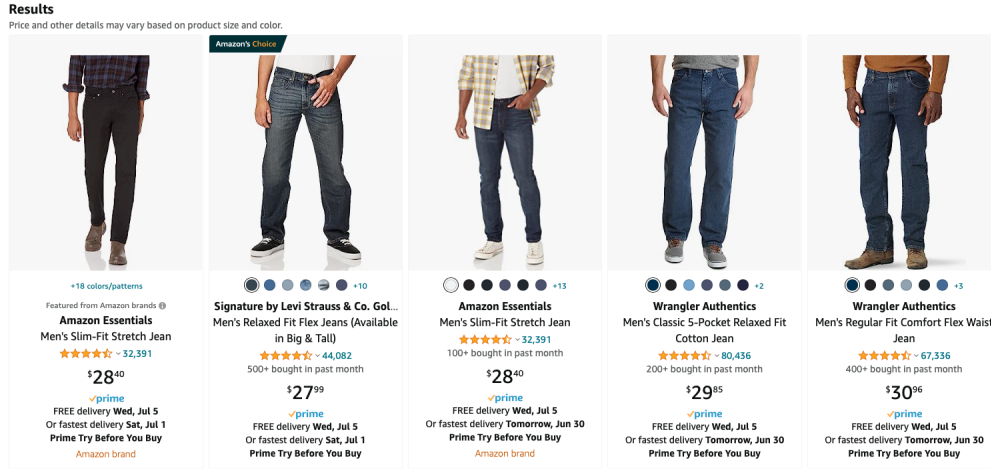 Results
Price and other details may vary based on product size and color.
+18 colors/patterns
Featured from Amazon brands
Amazon Essentials
Men's Slim-Fit Stretch Jean
32,391
$28 40
prime
FREE delivery Wed, Jul 5
Or fastest delivery Sat, Jul 1
Prime Try Before You Buy
Amazon brand
Amazon's Choice
+10
Signature by Levi Strauss & Co. Gol...
Men's Relaxed Fit Flex Jeans (Available
in Big & Tall)
44,082
500+ bought in past month
$27 99
prime
FREE delivery Wed, Jul 5
Or fastest delivery Sat, Jul 1
Prime Try Before You Buy
+13
Amazon Essentials
Men's Slim-Fit Stretch Jean
32,391
100+ bought in past month
$28 40
prime
FREE delivery Wed, Jul 5
Or fastest delivery Tomorrow, Jun 30
Prime Try Before You Buy
Amazon brand
+2
Wrangler Authentics
Men's Classic 5-Pocket Relaxed Fit
Cotton Jean
80,436
200+ bought in past month
$29 85
prime
FREE delivery Wed, Jul 5
Or fastest delivery Tomorrow, Jun 30
Prime Try Before You Buy
+3
Wrangler Authentics
Men's Regular Fit Comfort Flex Waist
Jean
67,336
400+ bought in past month
$30 96
prime
FREE delivery Wed, Jul 5
Or fastest delivery Tomorrow, Jun 30
Prime Try Before You Buy